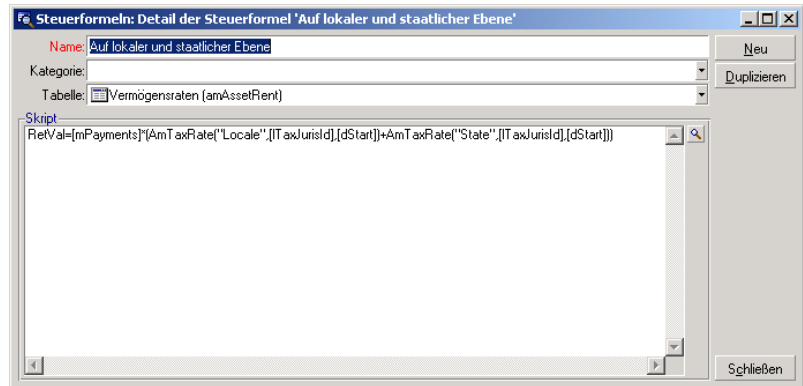 Steuerformeln: Detail der Steuerformel 'Auf lokaler und staatlicher Ebene'
Name: Auf lokaler und staatlicher Ebene
Neu
Kategorie:
Duplizieren
Tabelle: Vermögensraten (amAssetRent)
Skript
RetVal=[mPayments]*(AmTaxRate("Locale",[lTaxJurisId],[dStart])+AmTaxRate("State",[lTaxJurisId],[dStart]))
Schließen